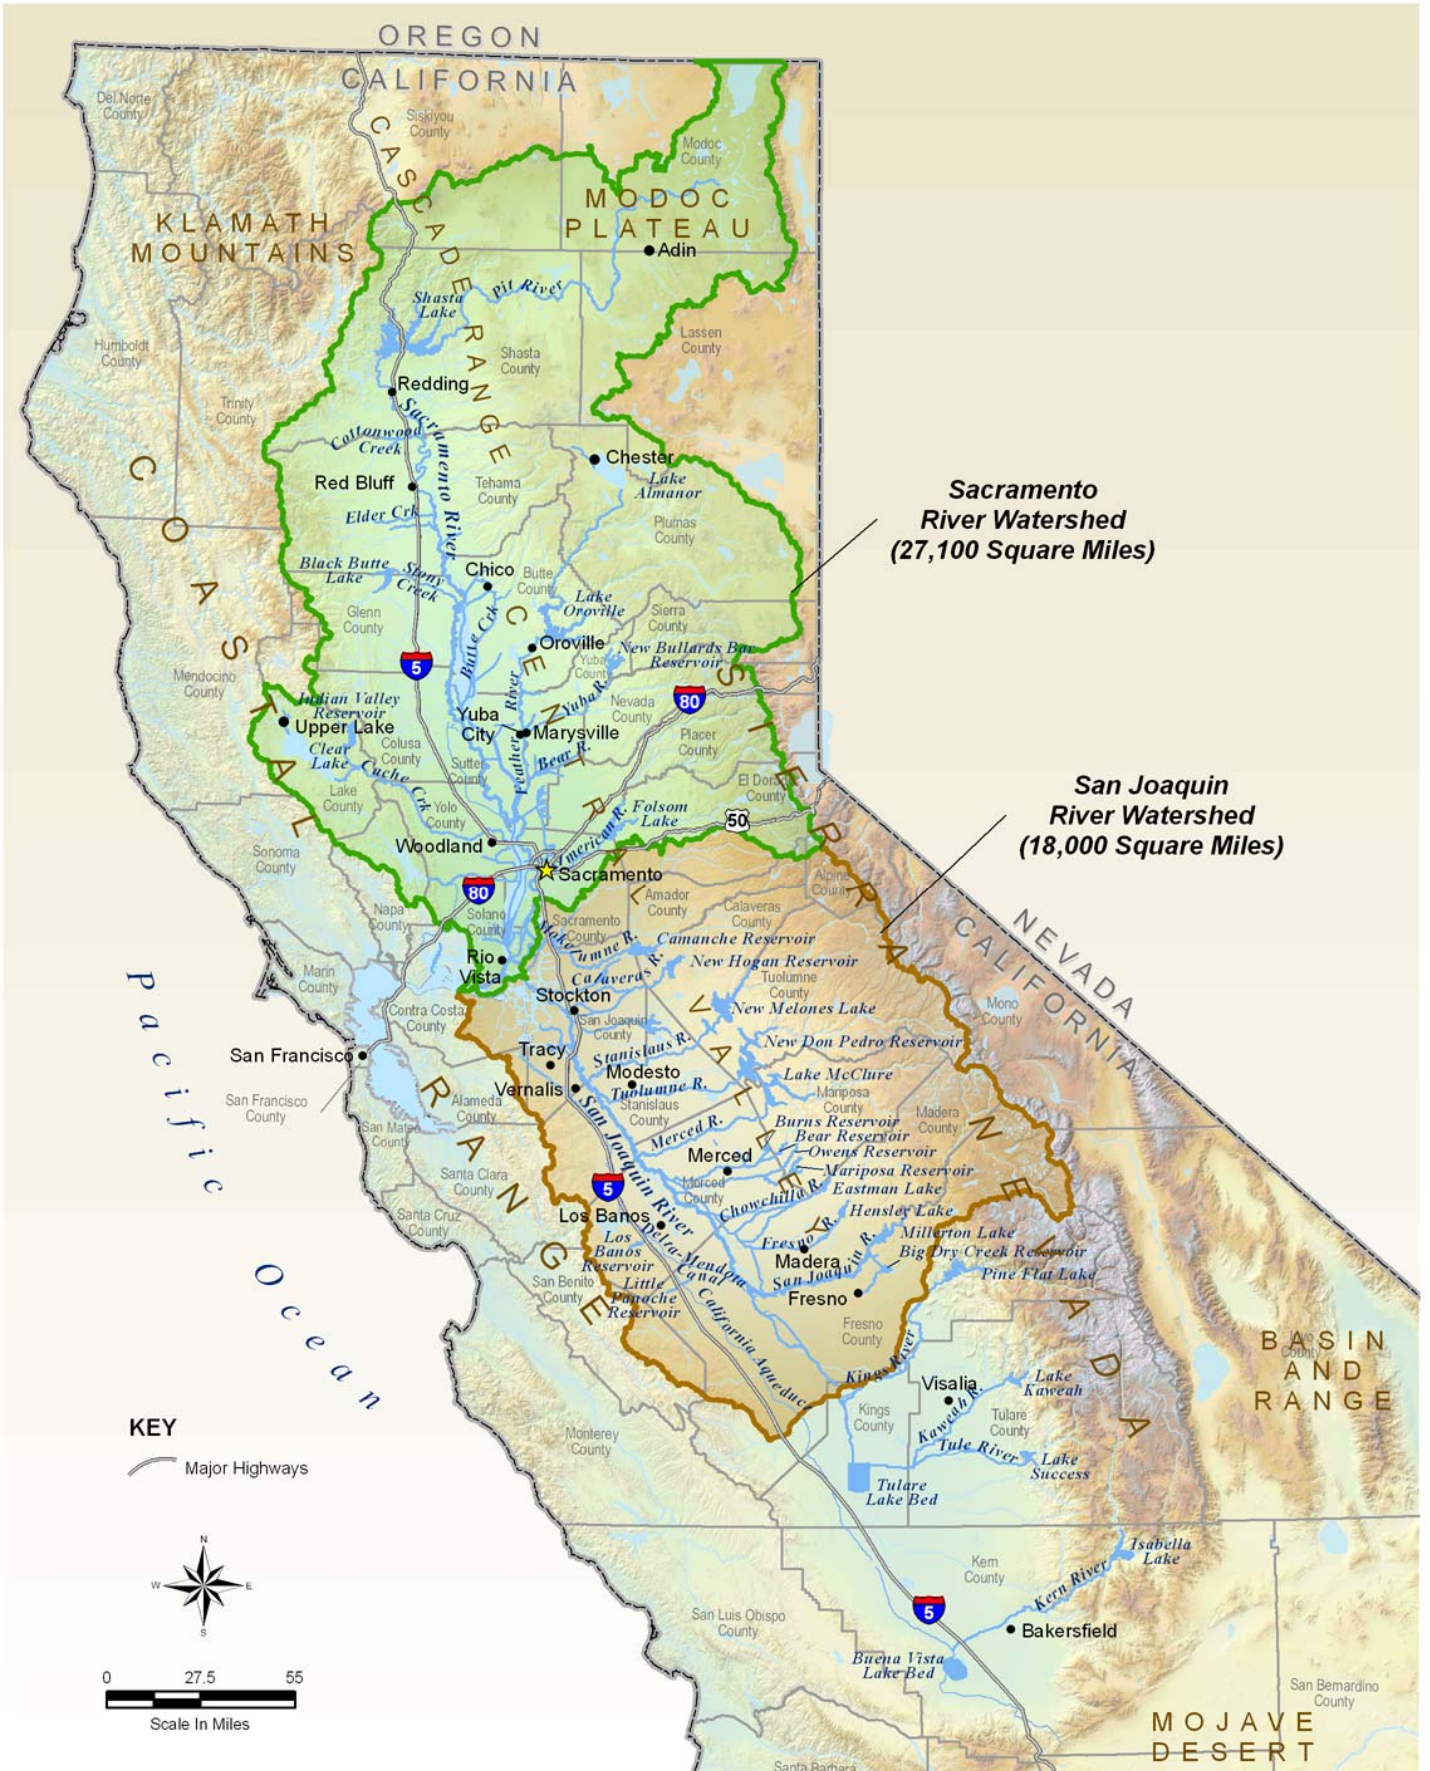 OREGON
CALIFORNIA
Del Norte
County
Siskiyou
County
Modoc
County
CASCADE RANGE
KLAMATH
MOUNTAINS
MODOC
PLATEAU
Adin
Pit River
Shasta
Lake
Humboldt
County
Shasta
County
Lassen
County
Redding
Trinity
County
Sacramento River
Cottonwood
Creek
Chester
Lake
Almanor
Red Bluff
Tehama
County
Elder Crk
Plumas
County
Sacramento
River Watershed
(27,100 Square Miles)
Black Butte
Lake
Stony
Creek
Chico
Butte
County
Lake
Oroville
Glenn
County
Butte Crk
Sierra
County
Oroville
New Bullards Bar
Reservoir
Yuba
County
5
Mendocino
County
COASTAL RANGE
Indian Valley
Reservoir
Upper Lake
Clear
Lake
Feather River
Yuba R.
Nevada
County
80
Yuba
City
Marysville
Colusa
County
Sutter
County
Bear R.
Placer
County
Cache Crk
Lake
County
Yolo
County
El Dorado
County
CENTRAL VALLEY
SIERRA NEVADA
Folsom
Lake
American R.
50
Woodland
Sonoma
County
Sacramento
80
San Joaquin
River Watershed
(18,000 Square Miles)
Alpine
County
Amador
County
Calaveras
County
Napa
County
Solano
County
Sacramento
County
NEVADA
CALIFORNIA
Mokelumne R.
Camanche Reservoir
New Hogan Reservoir
Rio
Vista
Calaveras R.
Marin
County
Tuolumne
County
Stockton
Contra Costa
County
San Joaquin
County
New Melones Lake
Mono
County
Pacific Ocean
San Francisco
Tracy
Stanislaus R.
New Don Pedro Reservoir
Modesto
Lake McClure
Vernalis
Tuolumne R.
Mariposa
County
San Francisco
County
Alameda
County
Stanislaus
County
Madera
County
San Mateo
County
San Joaquin River
Merced R.
Burns Reservoir
Bear Reservoir
Owens Reservoir
Merced
Mariposa Reservoir
Santa Clara
County
5
Merced
County
Chowchilla R.
Eastman Lake
Santa Cruz
County
Los Banos
Hensley Lake
Los
Banos
Reservoir
Delta-Mendota
Canal
Fresno R.
Millerton Lake
Madera
Big Dry Creek Reservoir
San Joaquin R.
Pine Flat Lake
San Benito
County
Little
Panoche
Reservoir
California Aqueduct
Fresno
Fresno
County
BASIN
AND
RANGE
County
Kings River
Visalia
Lake
Kaweah
Kaweah R.
Kings
County
Tulare
County
Monterey
County
Tule River
Lake
Success
Tulare
Lake Bed
KEY
Major Highways
N
W
E
S
Isabella
Lake
Kern
County
Kern River
San Luis Obispo
County
5
Bakersfield
Buena Vista
Lake Bed
0 27.5 55
Scale In Miles
San Bernardino
County
MOJAVE
DESERT
Santa Barbara